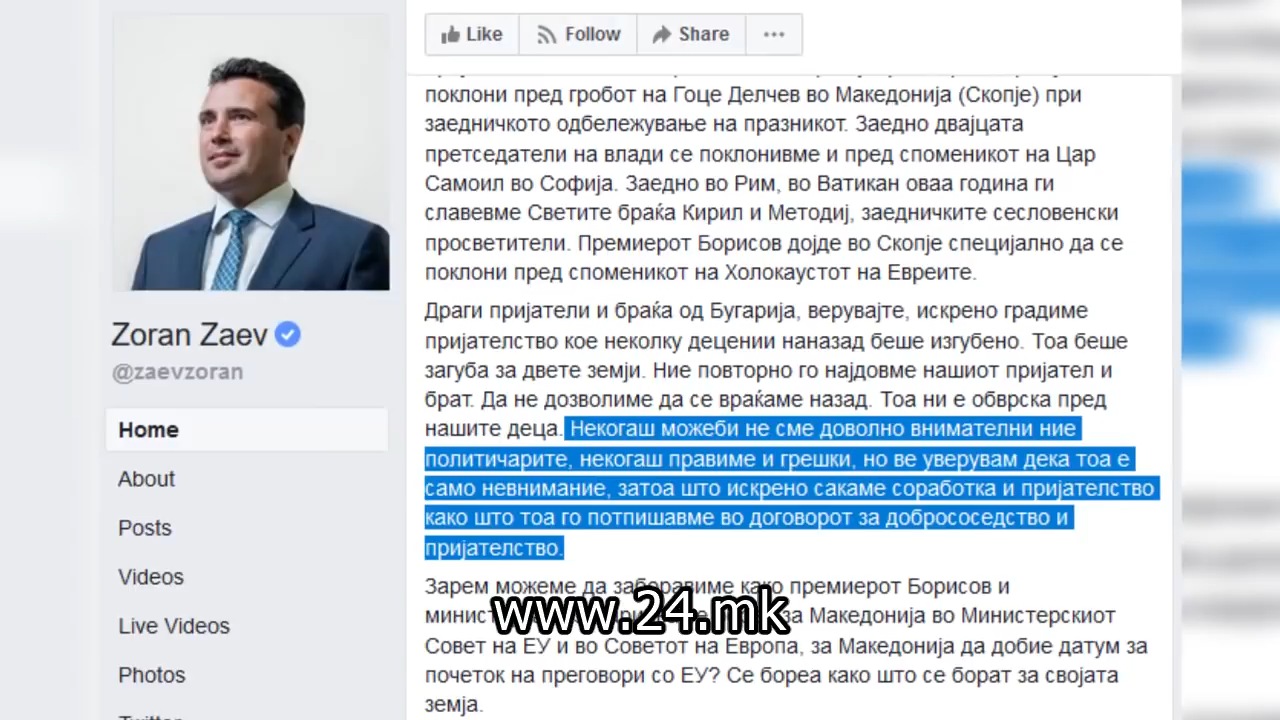 Like
Follow
Share
поклони пред гробот на Гоце Делчев во Македонија (Скопје) при
заедничкото одбележување на празникот. Заедно двајцата
претседатели на влади се поклонивме и пред споменикот на Цар
Самоил во Софија. Заедно во Рим, во Ватикан оваа година ги
славевме Светите браќа Кирил и Методиј, заедничките сесловенски
просветители. Премиерот Борисов дојде во Скопје специјално да се
поклони пред споменикот на Холокаустот на Евреите.
Драги пријатели и браќа од Бугарија, верувајте, искрено градиме
пријателство кое неколку децении наназад беше изгубено. Тоа беше
загуба за двете земји. Ние повторно го најдовме нашиот пријател и
брат. Да не дозволиме да се враќаме назад. Тоа ни е обврска пред
нашите деца. Некогаш можеби не сме доволно внимателни ние
политичарите, некогаш правиме и грешки, но ве уверувам дека тоа е
само невнимание, затоа што искрено сакаме соработка и пријателство
како што тоа го потпишавме во договорот за добрососедство и
пријателство.
Зарем можеме да заборавиме како премиерот Борисов и
за Македонија во Министерскиот
Совет на ЕУ и во Советот на Европа, за Македонија да добие датум за
почеток на преговори со ЕУ? Се бореа како што се борат за својата
земја.
www.24.mk
Zoran Zaev
@zaevzoran
Home
About
Posts
Videos
Live Videos
Photos